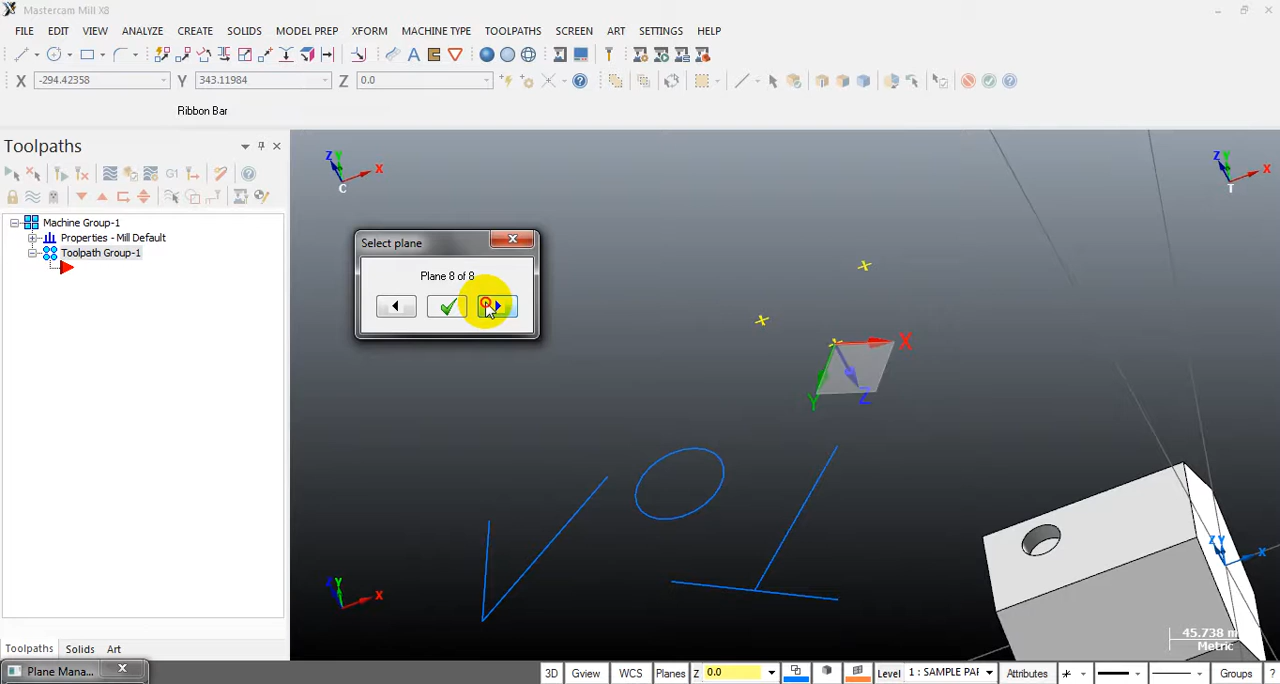 Mastercam Mill X8
FILE EDIT VIEW ANALYZE CREATE SOLIDS MODEL PREP XFORM MACHINE TYPE TOOLPATHS SCREEN ART SETTINGS HELP
X -294.42358 Y 343.11984 Z 0.0
Ribbon Bar
Toolpaths
G1
Machine Group-1
Properties - Mill Default
Toolpath Group-1
Z Y X
C
Z Y X
T
Select plane
Plane 8 of 8
X
Y
Z
Z Y X
Z Y X
45.738 m
Metric
Toolpaths Solids Art
Plane Mana...
3D Gview WCS Planes Z 0.0 Level 1 : SAMPLE PAR Attributes Groups ?